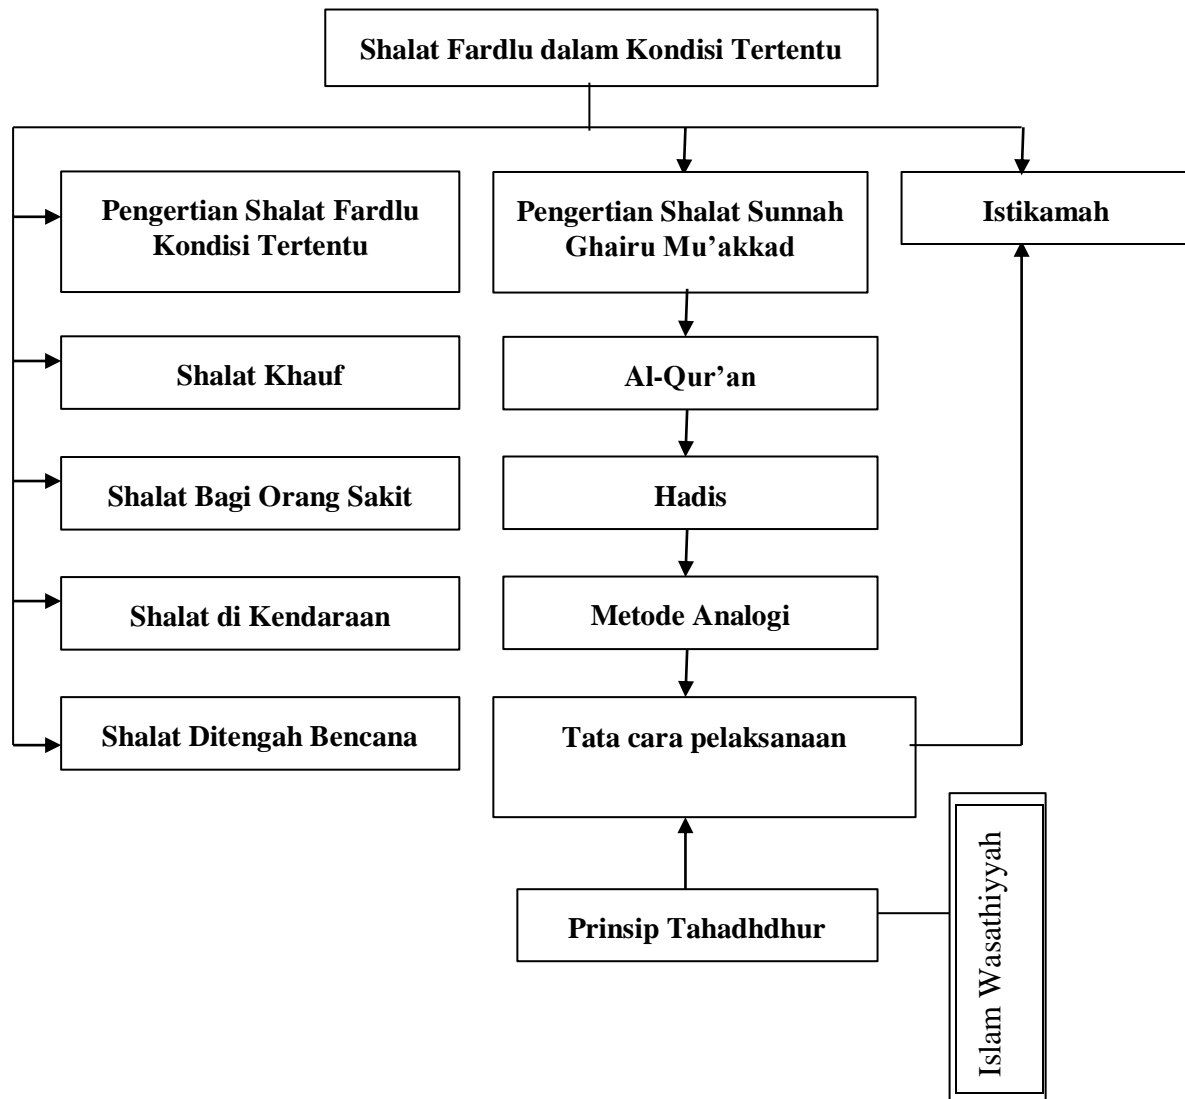 Shalat Fardlu dalam Kondisi Tertentu
Pengertian Shalat Fardlu
Kondisi Tertentu
Pengertian Shalat Sunnah
Ghairu Mu’akkad
Istikamah
Shalat Khauf
Al-Qur’an
Shalat Bagi Orang Sakit
Hadis
Shalat di Kendaraan
Metode Analogi
Shalat Ditengah Bencana
Tata cara pelaksanaan
Prinsip Tahadhdhur
Islam Wasathiyyah